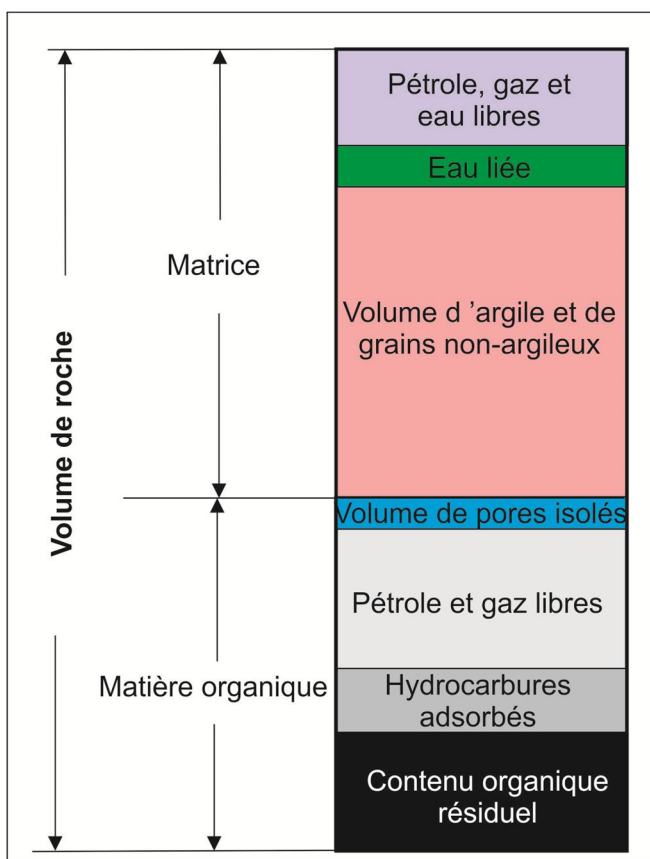 Pétrole, gaz et
eau libres
Eau liée
Matrice
Volume d ’argile et de
grains non-argileux
Volume de roche
Volume de pores isolés
Pétrole et gaz libres
Matière organique
Hydrocarbures
adsorbés
Contenu organique
résiduel